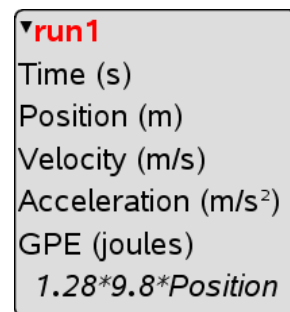 run1
Time (s)
Position (m)
Velocity (m/s)
Acceleration (m/s²)
GPE (joules)
1.28*9.8*Position